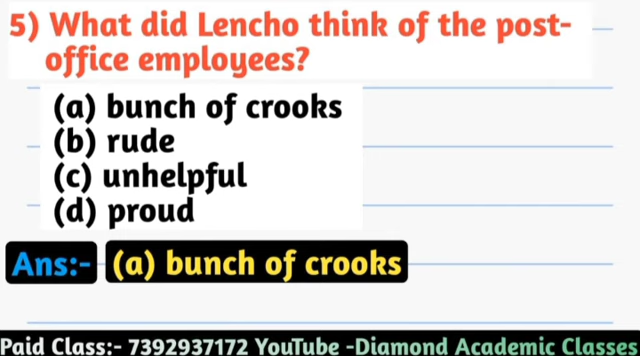 5) What did Lencho think of the post-
office employees?
(a) bunch of crooks
(b) rude
(c) unhelpful
(d) proud
Ans:- (a) bunch of crooks
Paid Class:- 7392937172 YouTube -Diamond Academic Classes